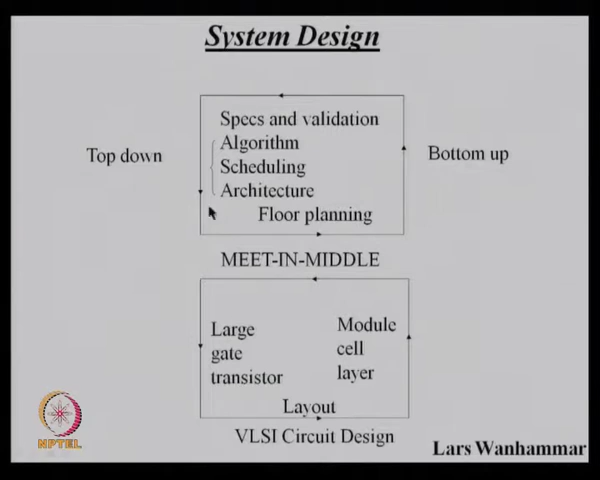 System Design
Specs and validation
Algorithm
Scheduling
Architecture
Floor planning
Top down
Bottom up
MEET-IN-MIDDLE
Large
gate
transistor
Module
cell
layer
Layout
VLSI Circuit Design
NPTEL
Lars Wanhammar